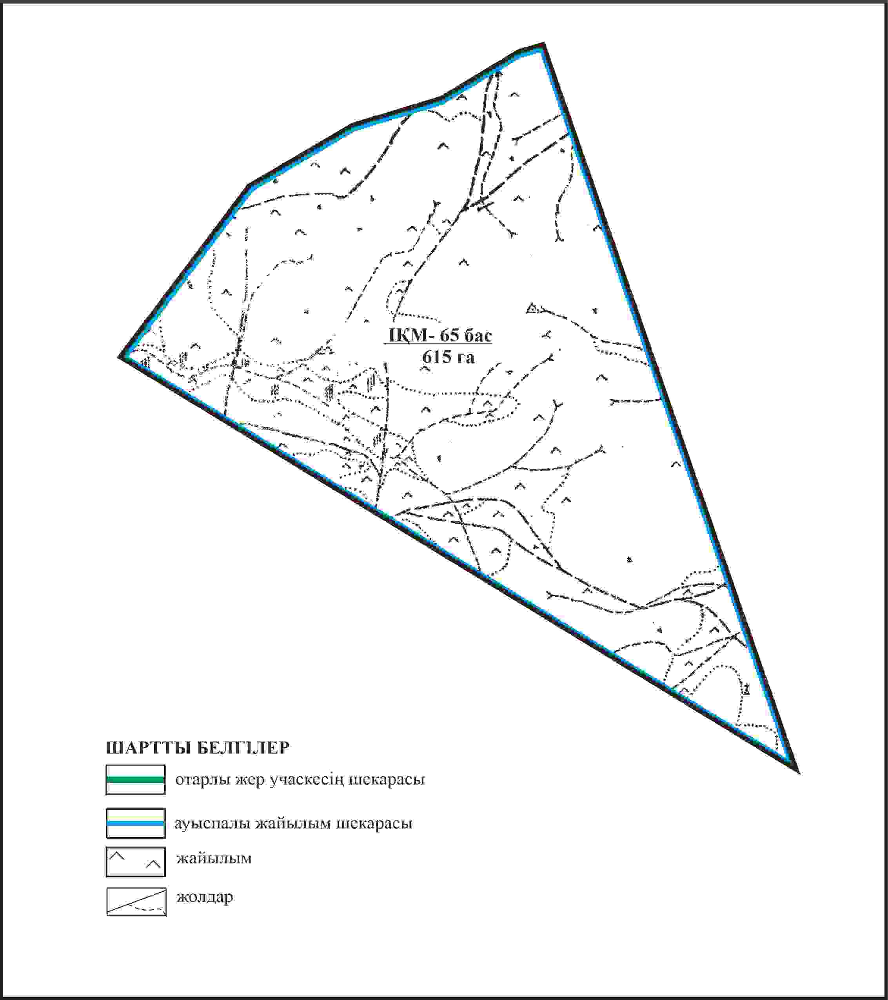 ІҚМ- 65 бас
615 га
ШАРТТЫ БЕЛГІЛЕР
отарлы жер учаскесің шекарасы
ауыспалы жайылым шекарасы
жайылым
жолдар